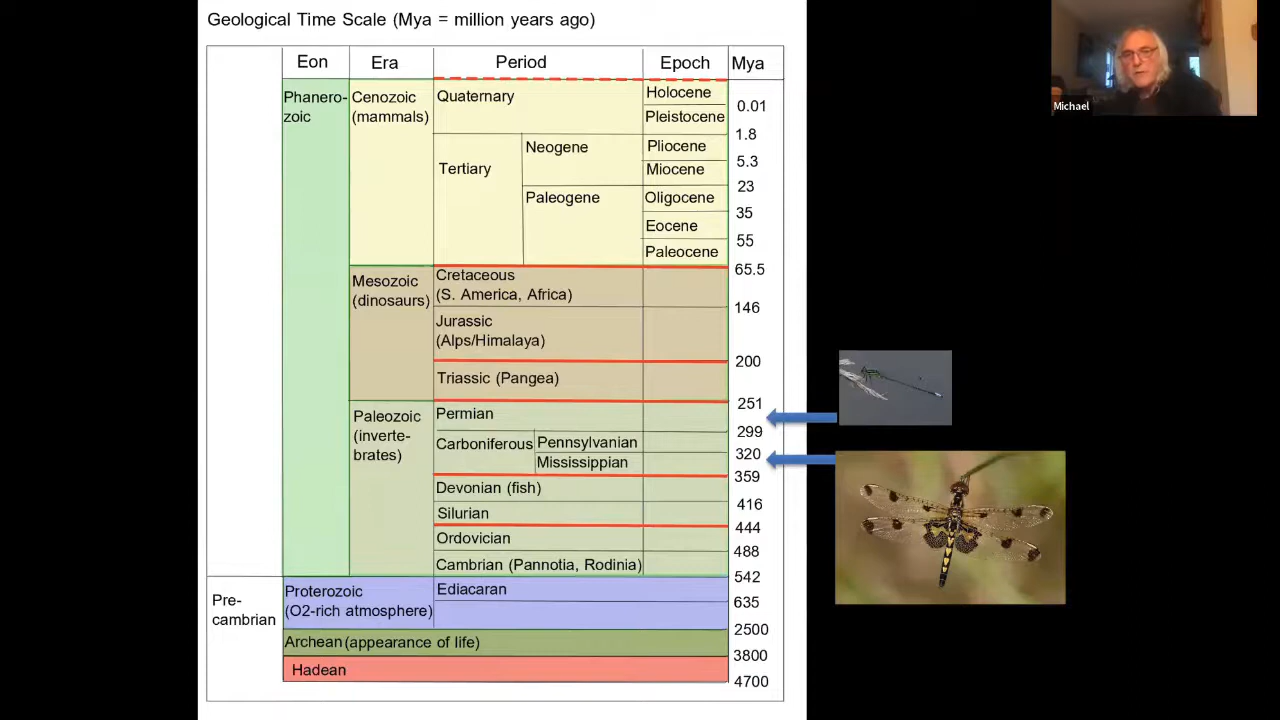 Geological Time Scale (Mya = million years ago)
Eon Era Period Epoch Mya
Phanero-
zoic
Cenozoic
(mammals)
Quaternary
Holocene
0.01
Pleistocene
1.8
Tertiary
Neogene
Pliocene
5.3
Miocene
23
Paleogene
Oligocene
35
Eocene
55
Paleocene
65.5
Mesozoic
(dinosaurs)
Cretaceous
(S. America, Africa)
146
Jurassic
(Alps/Himalaya)
200
Triassic (Pangea)
251
Paleozoic
(inverte-
brates)
Permian
299
Carboniferous
Pennsylvanian
320
Mississippian
359
Devonian (fish)
416
Silurian
444
Ordovician
488
Cambrian (Pannotia, Rodinia)
542
Pre-
cambrian
Proterozoic
(O2-rich atmosphere)
Ediacaran
635
2500
Archean (appearance of life)
3800
Hadean
4700
Michael